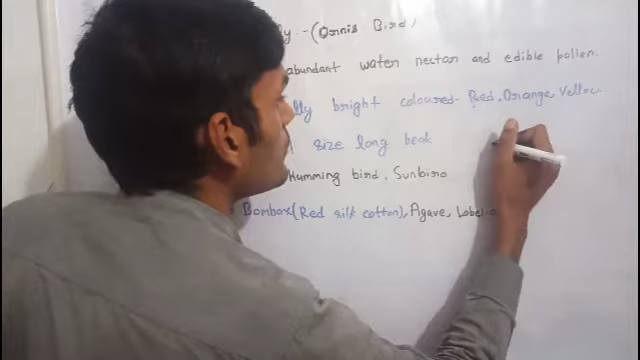 y :- (Ornis Bird)
abundant water nectar and edible pollen.
lly bright coloured- Red, Orange, Yellow
size long beak
Humming bird, Sunbird
Bombax (Red silk cotton), Agave, Lobelia